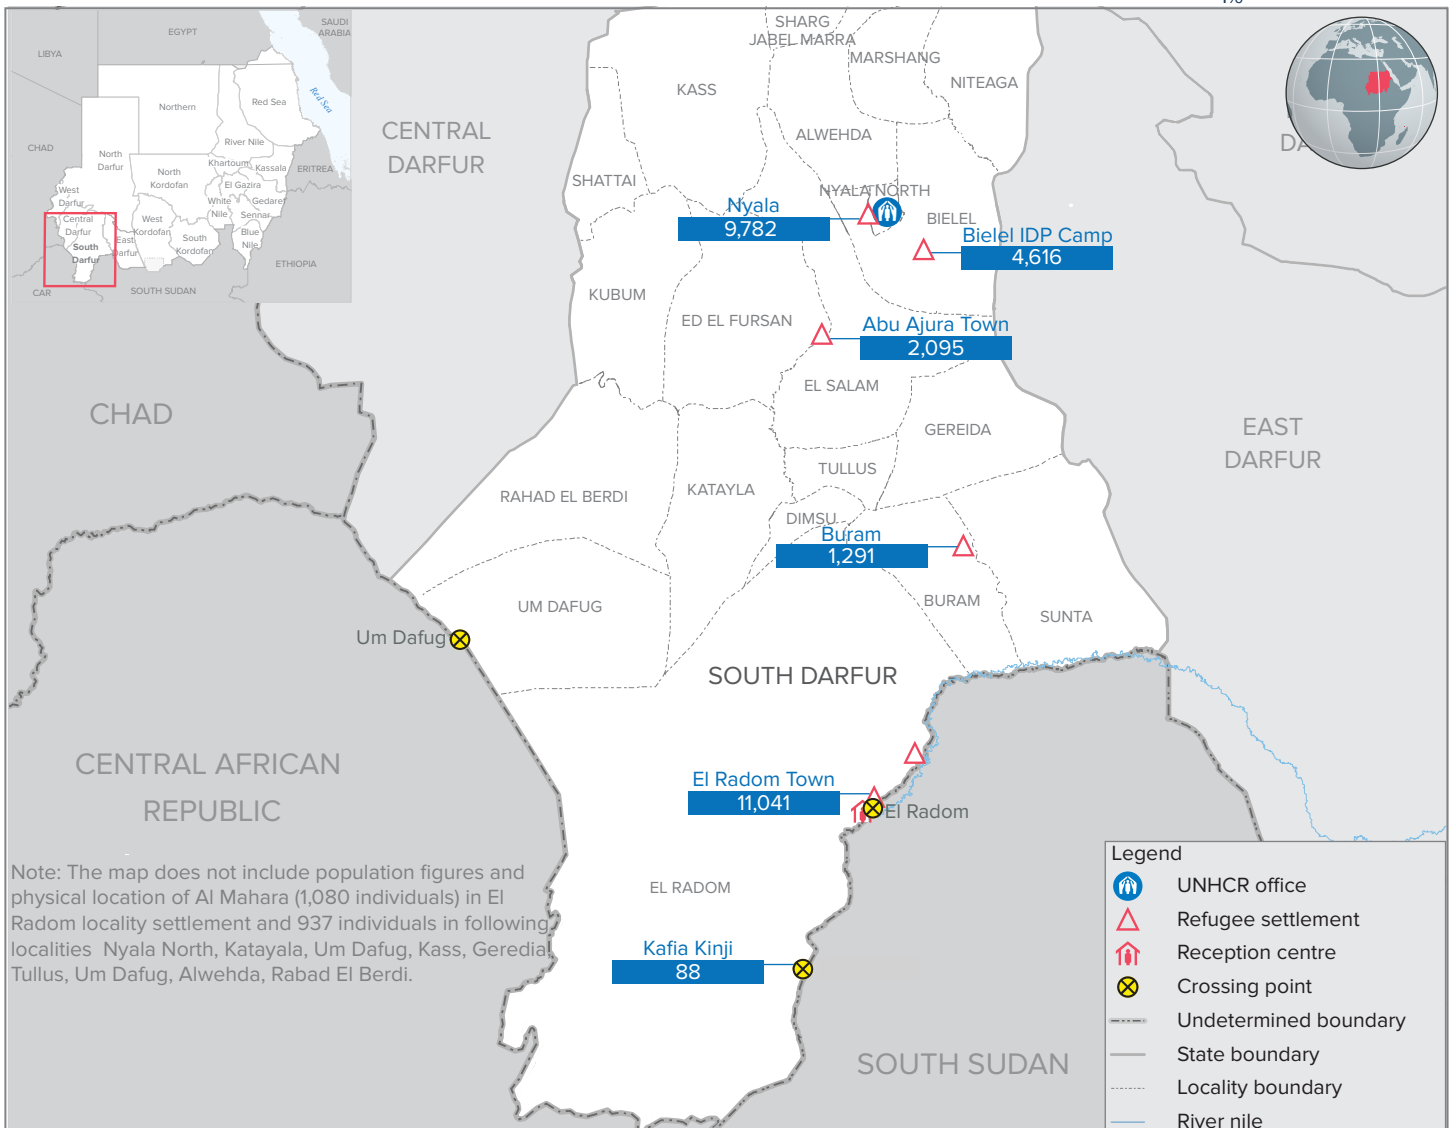 1%
LIBYA
EGYPT
SAUDI
ARABIA
Red Sea
Northern
Red Sea
CHAD
North
Darfur
River Nile
Khartoum
Kassala
ERITREA
North
Kordofan
El Gazira
West
Darfur
White
Nile
Gedaref
Sennar
Central
Darfur
West
Kordofan
South
Darfur
East
Darfur
South
Kordofan
Blue
Nile
ETHIOPIA
CAR
SOUTH SUDAN
SHARG
JABEL MARRA
MARSHANG
KASS
NITEAGA
CENTRAL
DARFUR
ALWEHDA
DA
SHATTAI
NYALA NORTH
Nyala
9,782
BIELEL
Bielel IDP Camp
4,616
KUBUM
ED EL FURSAN
Abu Ajura Town
2,095
EL SALAM
CHAD
GEREIDA
EAST
DARFUR
TULLUS
RAHAD EL BERDI
KATAYLA
DIMSU
Buram
1,291
UM DAFUG
BURAM
SUNTA
Um Dafug
SOUTH DARFUR
CENTRAL AFRICAN
REPUBLIC
El Radom Town
11,041
El Radom
EL RADOM
Kafia Kinji
88
SOUTH SUDAN
Note: The map does not include population figures and
physical location of Al Mahara (1,080 individuals) in El
Radom locality settlement and 937 individuals in following
localities Nyala North, Katayala, Um Dafug, Kass, Geredia
Tullus, Um Dafug, Alwehda, Rabad El Berdi.
Legend
UNHCR office
Refugee settlement
Reception centre
Crossing point
Undetermined boundary
State boundary
Locality boundary
River nile